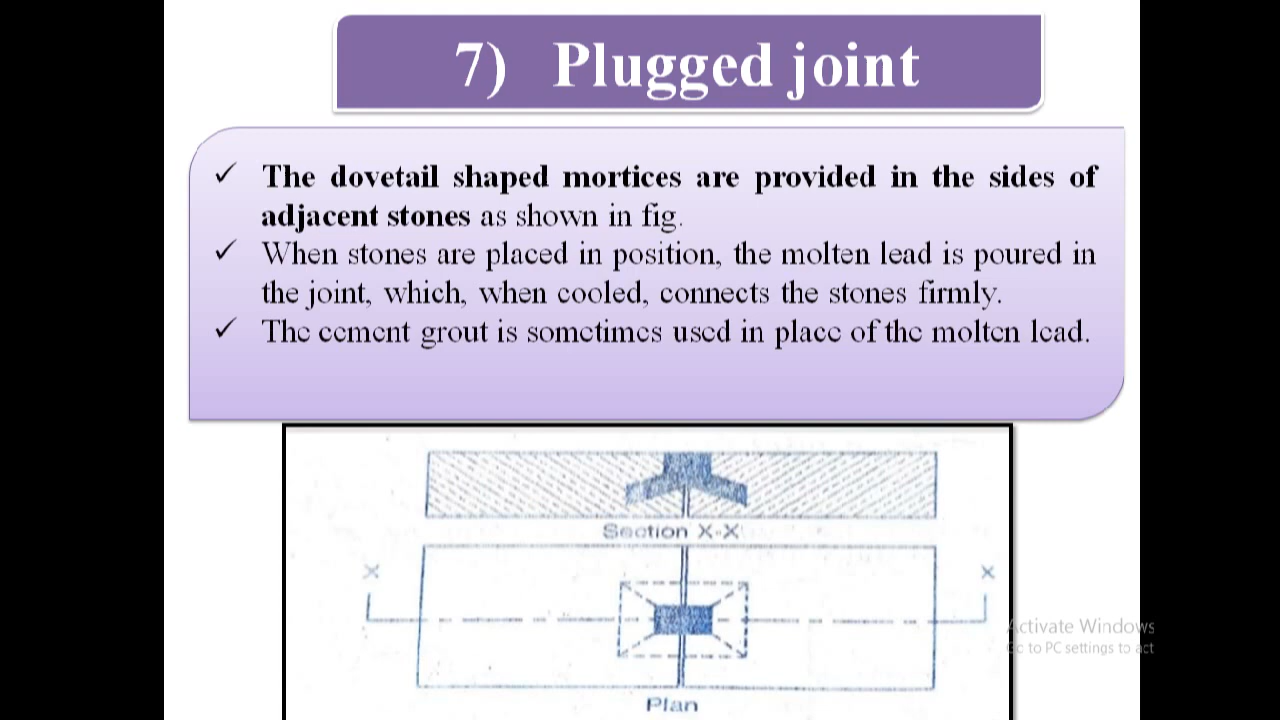 7) Plugged joint
✓ The dovetail shaped mortices are provided in the sides of
adjacent stones as shown in fig.
✓ When stones are placed in position, the molten lead is poured in
the joint, which, when cooled, connects the stones firmly.
✓ The cement grout is sometimes used in place of the molten lead.
Section X-X
X X
Activate Windows
Go to PC settings to act
Plan